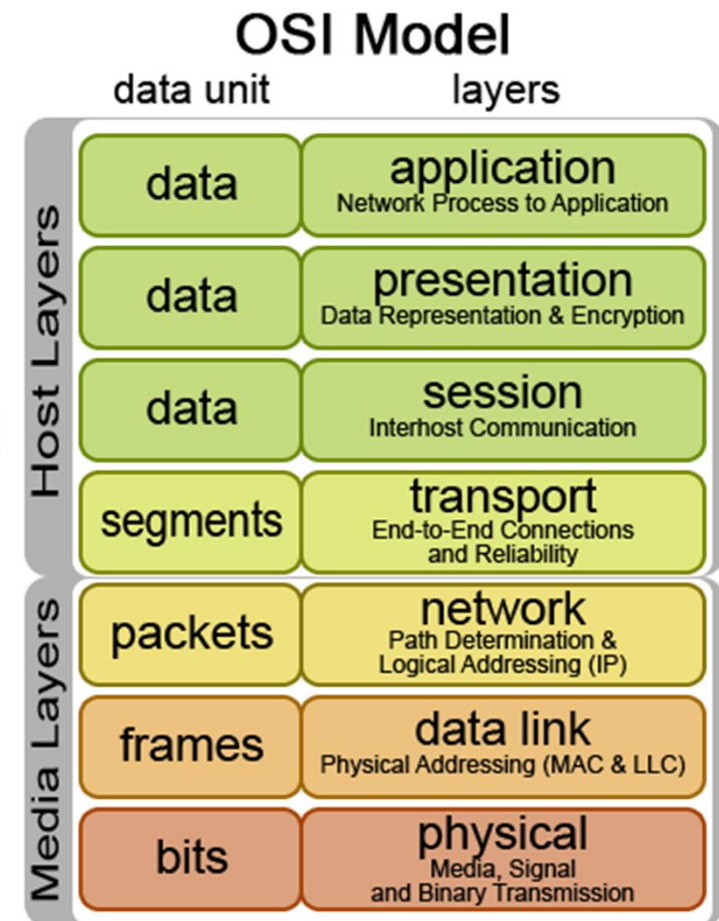 OSI Model
data unit layers
Host Layers
data application
Network Process to Application
data presentation
Data Representation & Encryption
data session
Interhost Communication
segments transport
End-to-End Connections
and Reliability
Media Layers
packets network
Path Determination &
Logical Addressing (IP)
frames data link
Physical Addressing (MAC & LLC)
bits physical
Media, Signal
and Binary Transmission